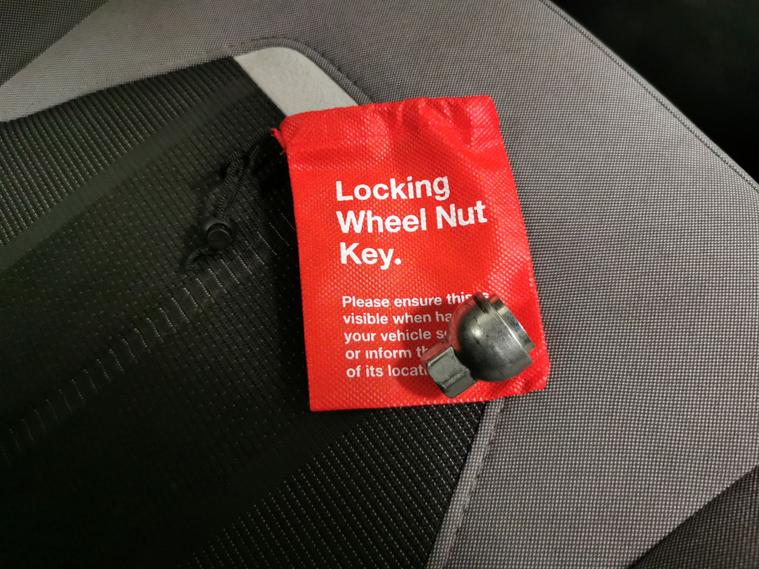 Locking
Wheel Nut
Key.
Please ensure this
visible when
your vehicle
or inform
of its